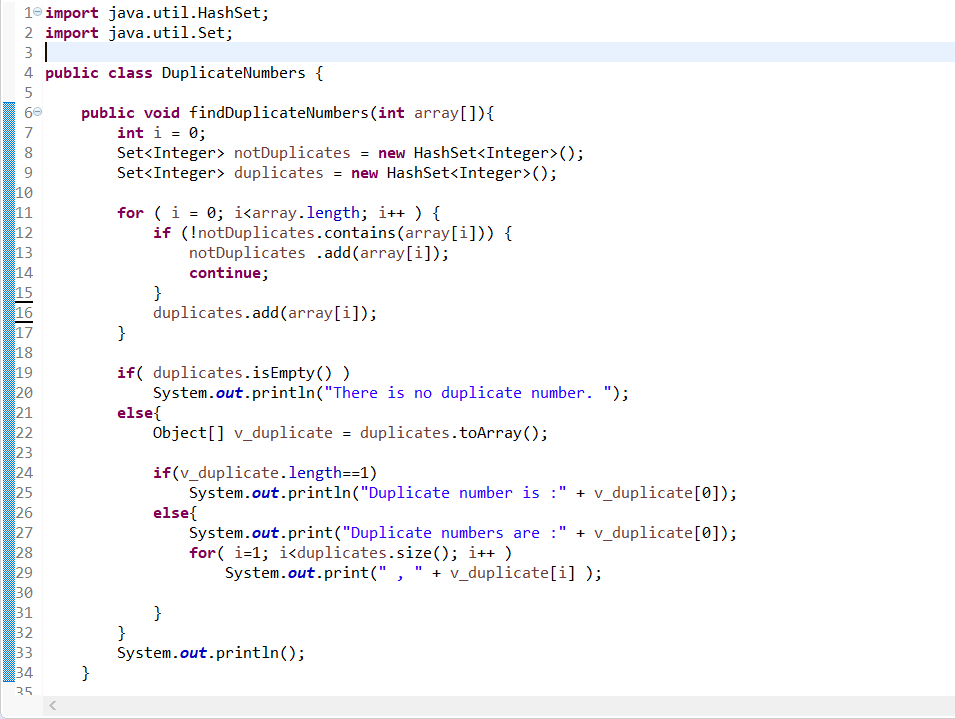 1 import java.util.HashSet;
2 import java.util.Set;
3
4 public class DuplicateNumbers {
5
6     public void findDuplicateNumbers(int array[]){
7         int i = 0;
8         Set<Integer> notDuplicates = new HashSet<Integer>();
9         Set<Integer> duplicates = new HashSet<Integer>();
10
11         for ( i = 0; i<array.length; i++ ) {
12             if (!notDuplicates.contains(array[i])) {
13                 notDuplicates .add(array[i]);
14                 continue;
15             }
16             duplicates.add(array[i]);
17         }
18
19         if( duplicates.isEmpty() )
20             System.out.println("There is no duplicate number. ");
21         else{
22             Object[] v_duplicate = duplicates.toArray();
23
24             if(v_duplicate.length==1)
25                 System.out.println("Duplicate number is :" + v_duplicate[0]);
26             else{
27                 System.out.print("Duplicate numbers are :" + v_duplicate[0]);
28                 for( i=1; i<duplicates.size(); i++ )
29                     System.out.print(" , " + v_duplicate[i] );
30
31             }
32         }
33         System.out.println();
34     }
35